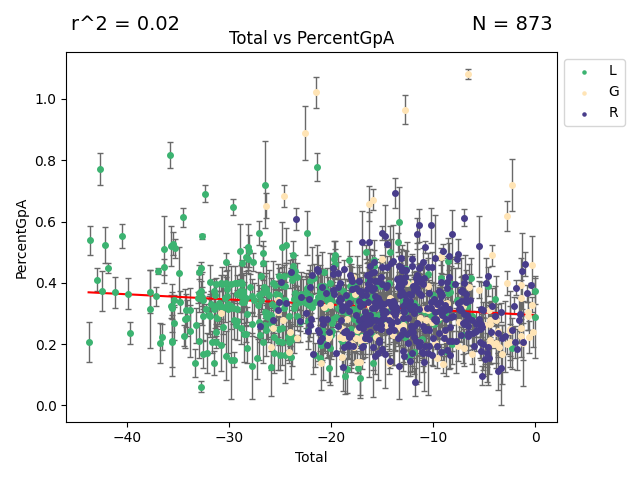 r^2 = 0.02 N = 873
Total vs PercentGpA
L
G
R
PercentGpA
1.0
0.8
0.6
0.4
0.2
0.0
−40 −30 −20 −10 0
Total